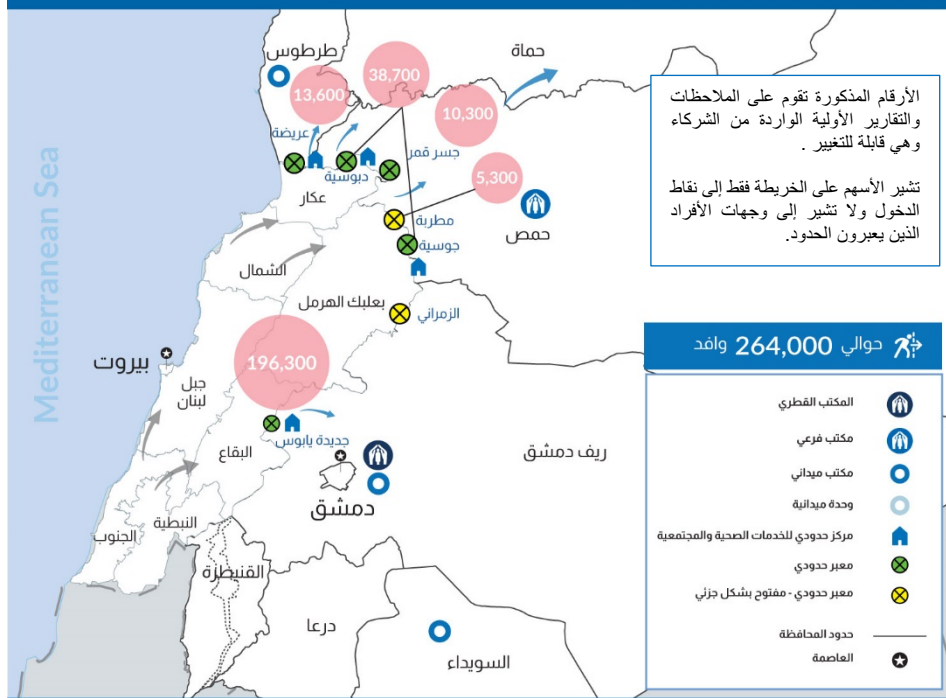 طرطوس
حماة
38,700
13,600
10,300
عريضة
جسر قمر
دبوسية
عكار
5,300
مطربة
حمص
جوسية
الشمال
بعلبك الهرمل
الزمراني
Mediterranean Sea
بيروت
196,300
جبل
لبنان
جديدة يابوس
البقاع
ريف دمشق
دمشق
النبطية
الجنوب
القنيطرة
درعا
السويداء
الأرقام المذكورة تقوم على الملاحظات
والتقارير الأولية الواردة من الشركاء
وهي قابلة للتغيير .
تشير الأسهم على الخريطة فقط إلى نقاط
الدخول ولا تشير إلى وجهات الأفراد
الذين يعبرون الحدود.
حوالي 264,000 وافد
المكتب القطري
مكتب فرعي
مكتب ميداني
وحدة ميدانية
مركز حدودي للخدمات الصحية والمجتمعية
معبر حدودي
معبر حدودي - مفتوح بشكل جزئي
حدود المحافظة
العاصمة